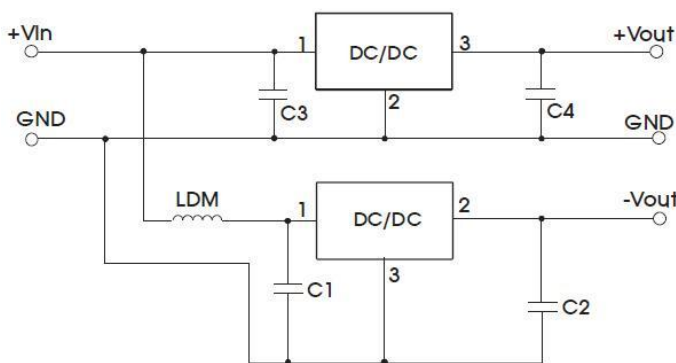 +VIn
1
DC/DC
3
+Vout
2
C3
C4
GND
GND
LDM
1
DC/DC
2
-Vout
3
C1
C2